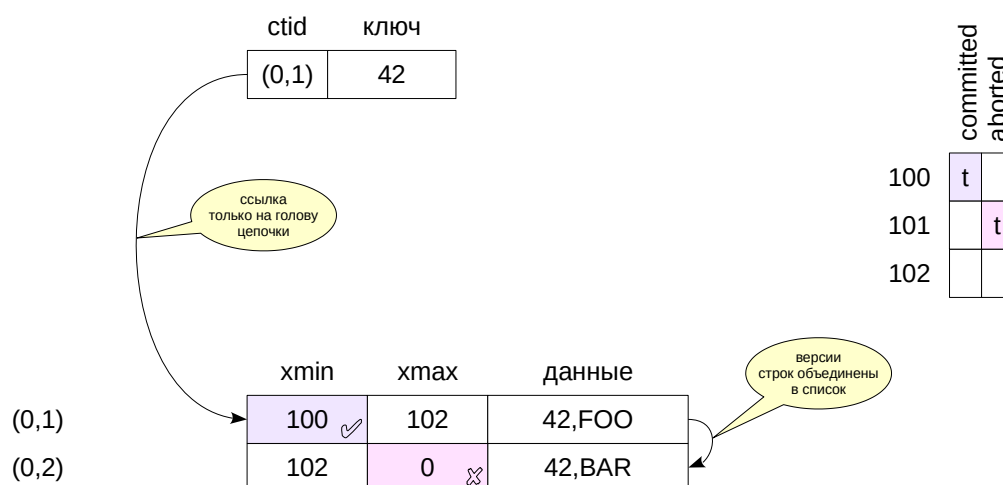 ctid ключ
(0,1) 42
committed
aborted
100 t
101 t
102
ссылка
только на голову
цепочки
версии
строк объединены
в список
xmin xmax данные
(0,1) 100 102 42,FOO
(0,2) 102 0 42,BAR